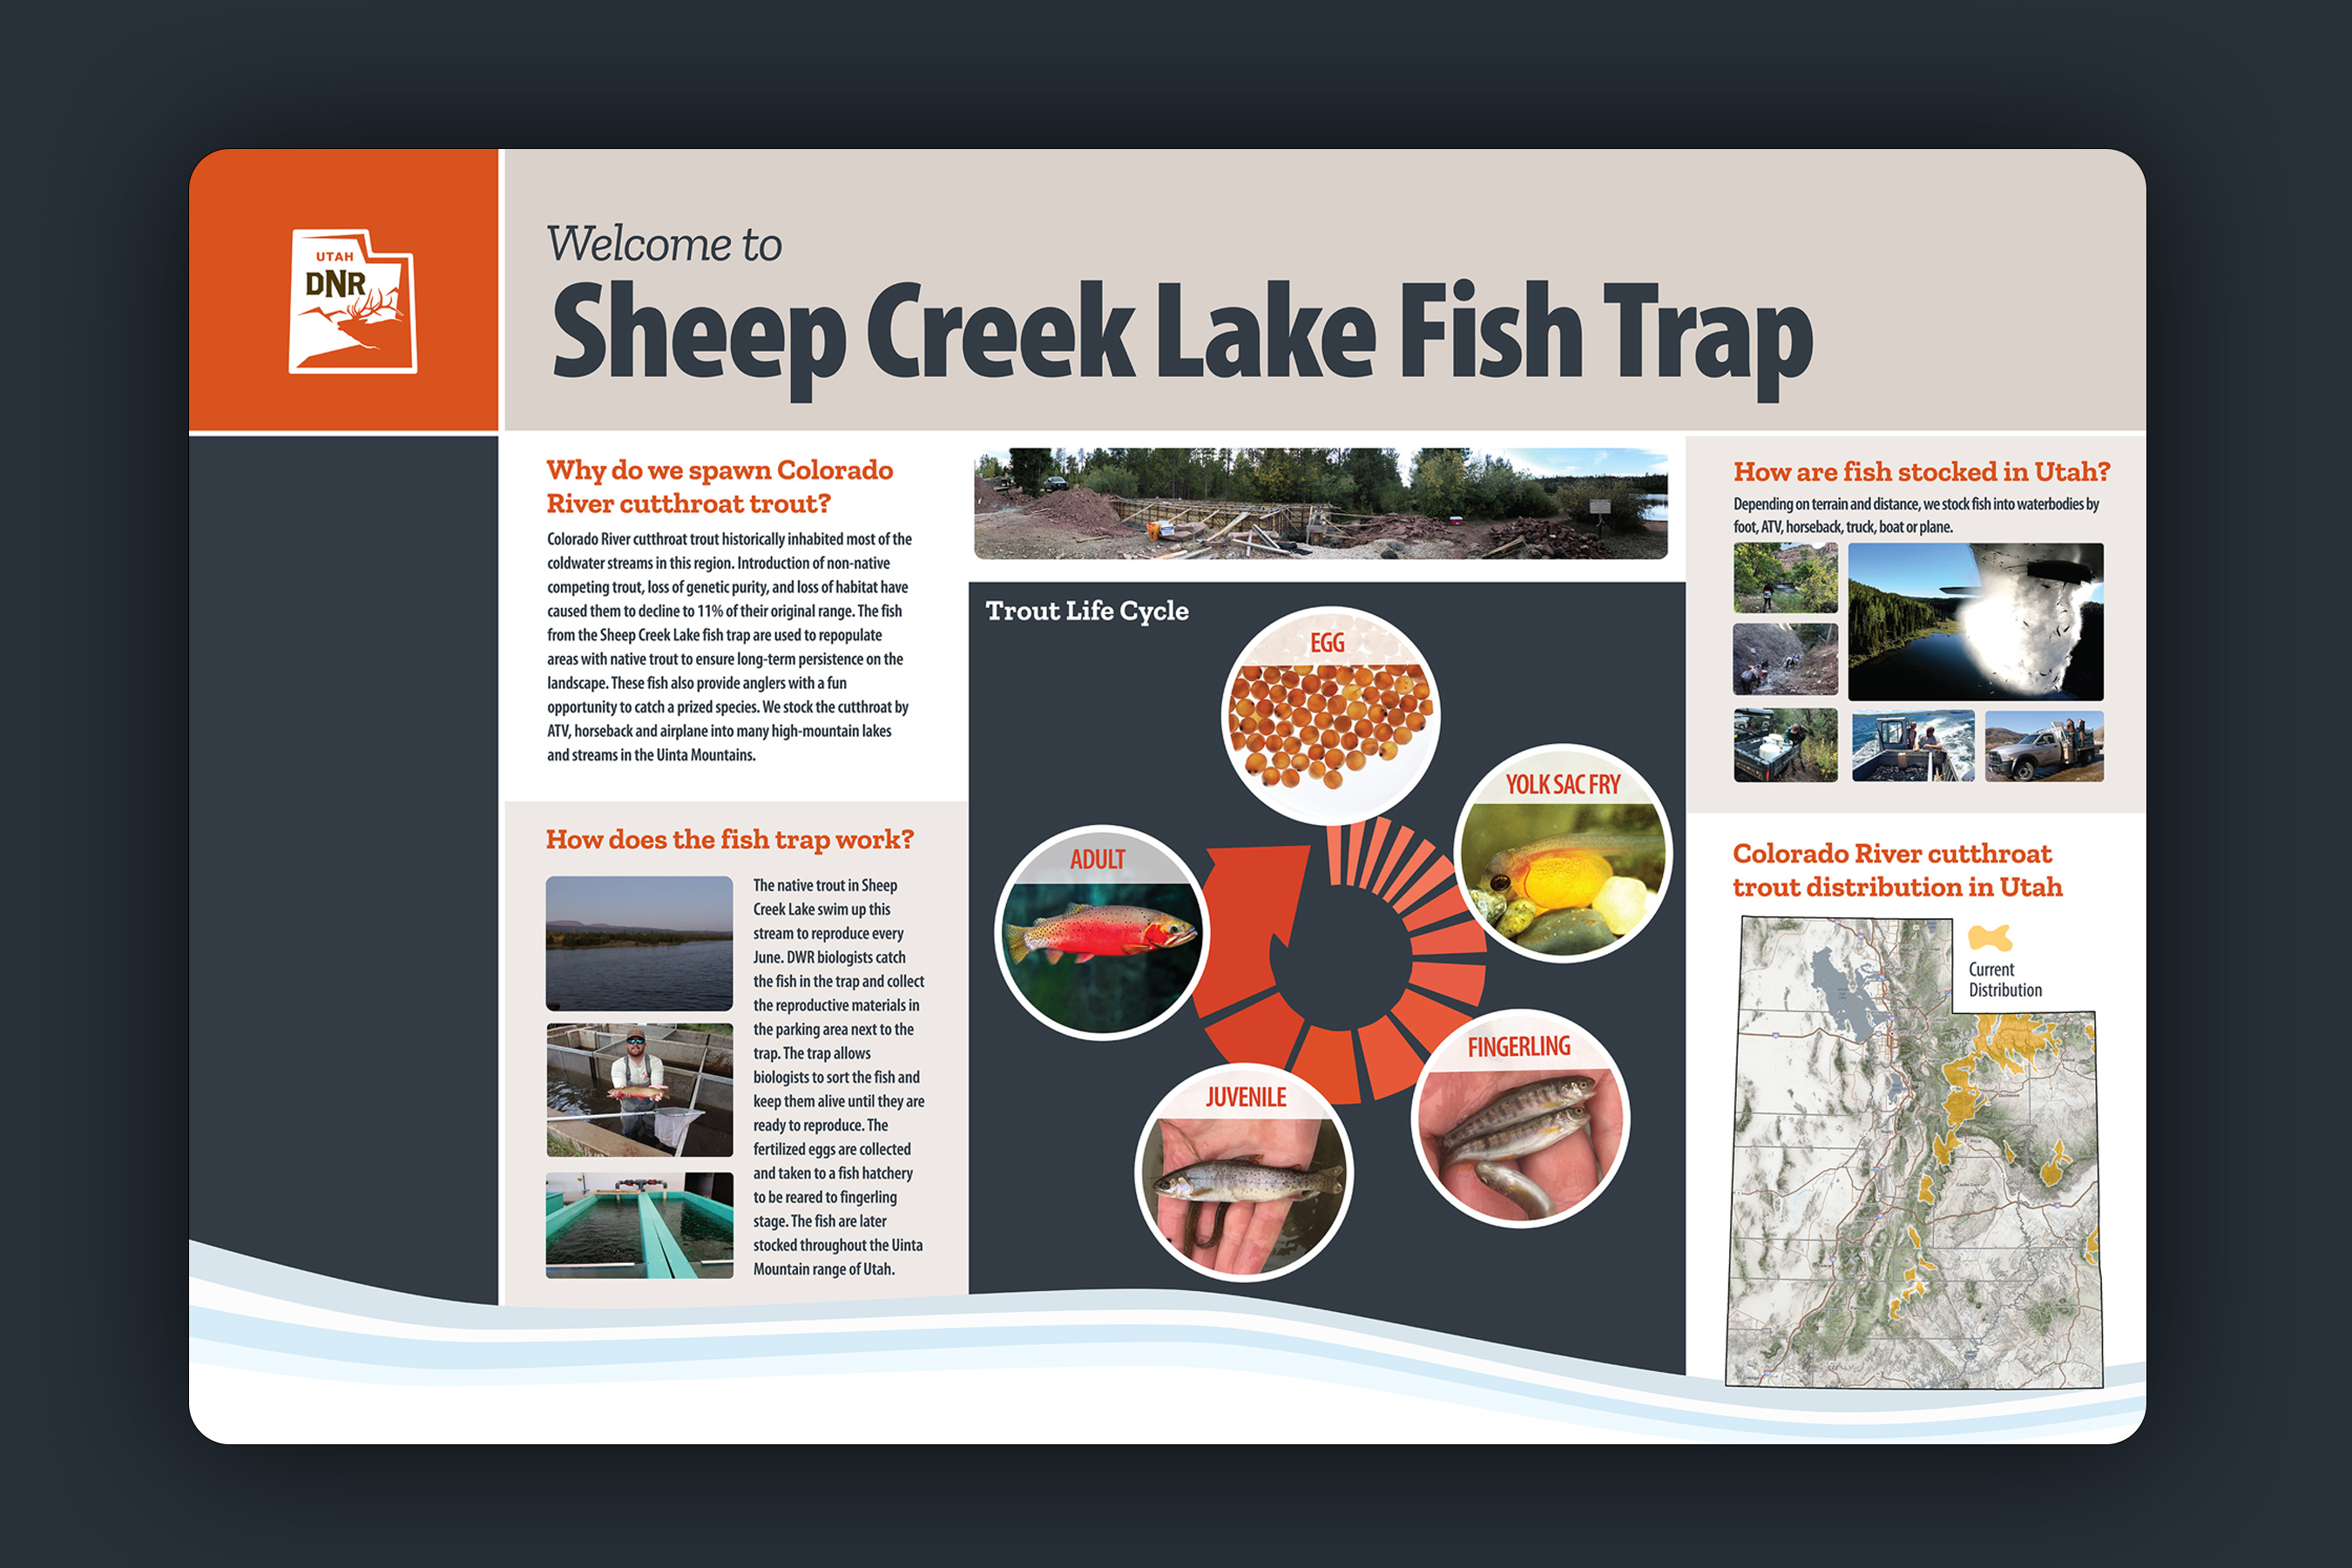 UTAH
DNR
Welcome to
Sheep Creek Lake Fish Trap
Why do we spawn Colorado
River cutthroat trout?
Colorado River cutthroat trout historically inhabited most of the
coldwater streams in this region. Introduction of non-native
competing trout, loss of genetic purity, and loss of habitat have
caused them to decline to 11% of their original range. The fish
from the Sheep Creek Lake fish trap are used to repopulate
areas with native trout to ensure long-term persistence on the
landscape. These fish also provide anglers with a fun
opportunity to catch a prized species. We stock the cutthroat by
ATV, horseback and airplane into many high-mountain lakes
and streams in the Uinta Mountains.
How does the fish trap work?
The native trout in Sheep
Creek Lake swim up this
stream to reproduce every
June. DWR biologists catch
the fish in the trap and collect
the reproductive materials in
the parking area next to the
trap. The trap allows
biologists to sort the fish and
keep them alive until they are
ready to reproduce. The
fertilized eggs are collected
and taken to a fish hatchery
to be reared to fingerling
stage. The fish are later
stocked throughout the Uinta
Mountain range of Utah.
Trout Life Cycle
EGG
YOLK SAC FRY
FINGERLING
JUVENILE
ADULT
How are fish stocked in Utah?
Depending on terrain and distance, we stock fish into waterbodies by
foot, ATV, horseback, truck, boat or plane.
Colorado River cutthroat
trout distribution in Utah
Current
Distribution